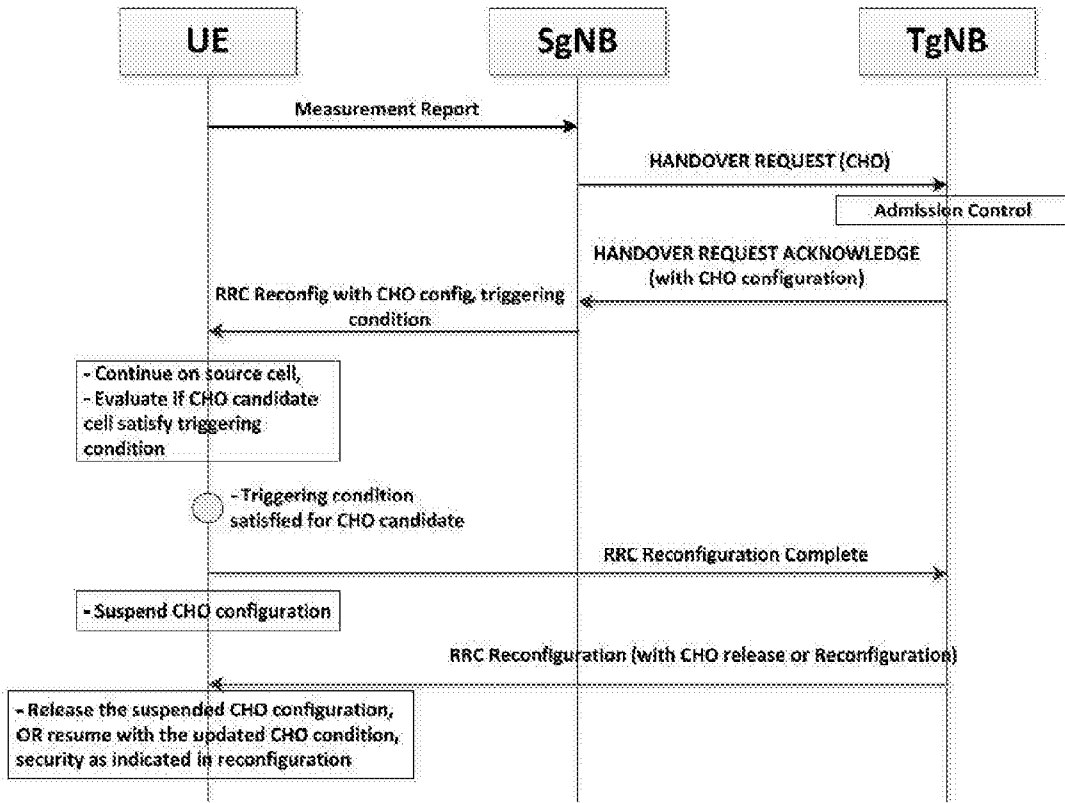 UE
SgNB
TgNB
Measurement Report
HANDOVER REQUEST (CHO)
Admission Control
HANDOVER REQUEST ACKNOWLEDGE
(with CHO configuration)
RRC Reconfig with CHO config, triggering
condition
- Continue on source cell,
- Evaluate if CHO candidate
cell satisfy triggering
condition
- Triggering condition
satisfied for CHO candidate
RRC Reconfiguration Complete
- Suspend CHO configuration
RRC Reconfiguration (with CHO release or Reconfiguration)
- Release the suspended CHO configuration,
OR resume with the updated CHO condition,
security as indicated in reconfiguration